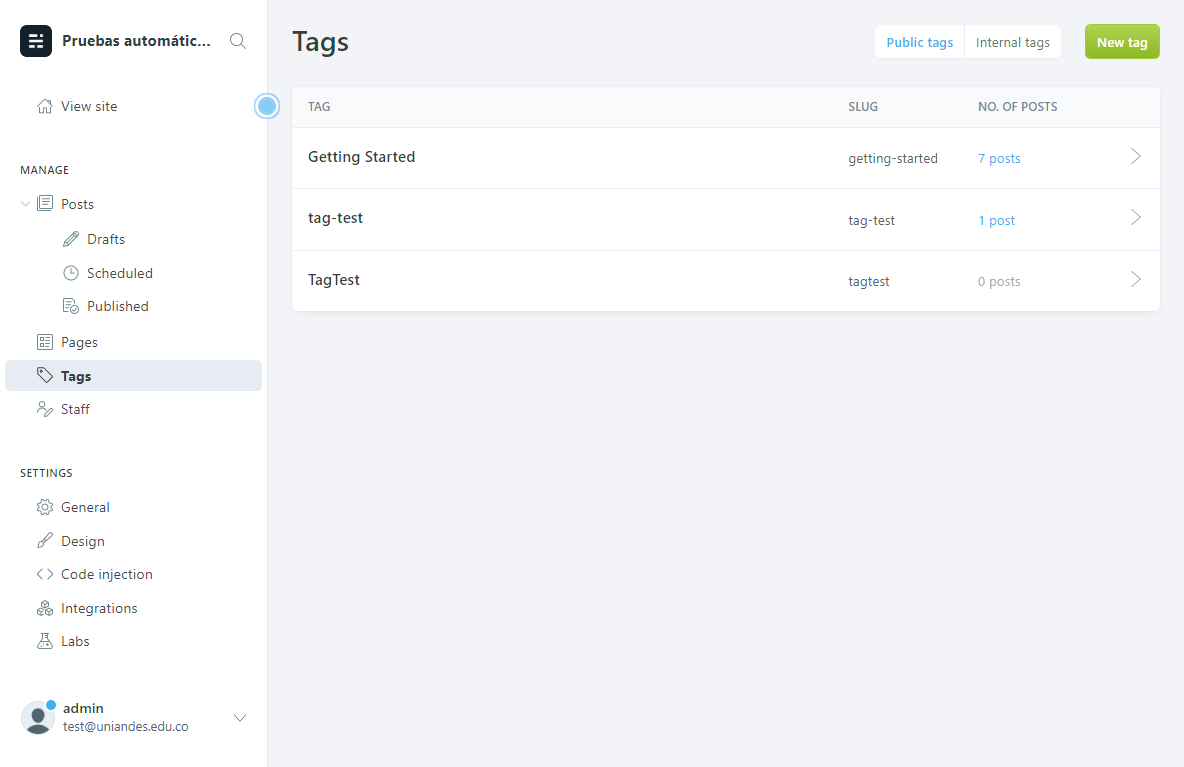 Pruebas automátic...
View site
MANAGE
Posts
Drafts
Scheduled
Published
Pages
Tags
Staff
SETTINGS
General
Design
Code injection
Integrations
Labs
admin
test@uniandes.edu.co
Tags
Public tags Internal tags New tag
TAG SLUG NO. OF POSTS
Getting Started getting-started 7 posts
tag-test tag-test 1 post
TagTest tagtest 0 posts